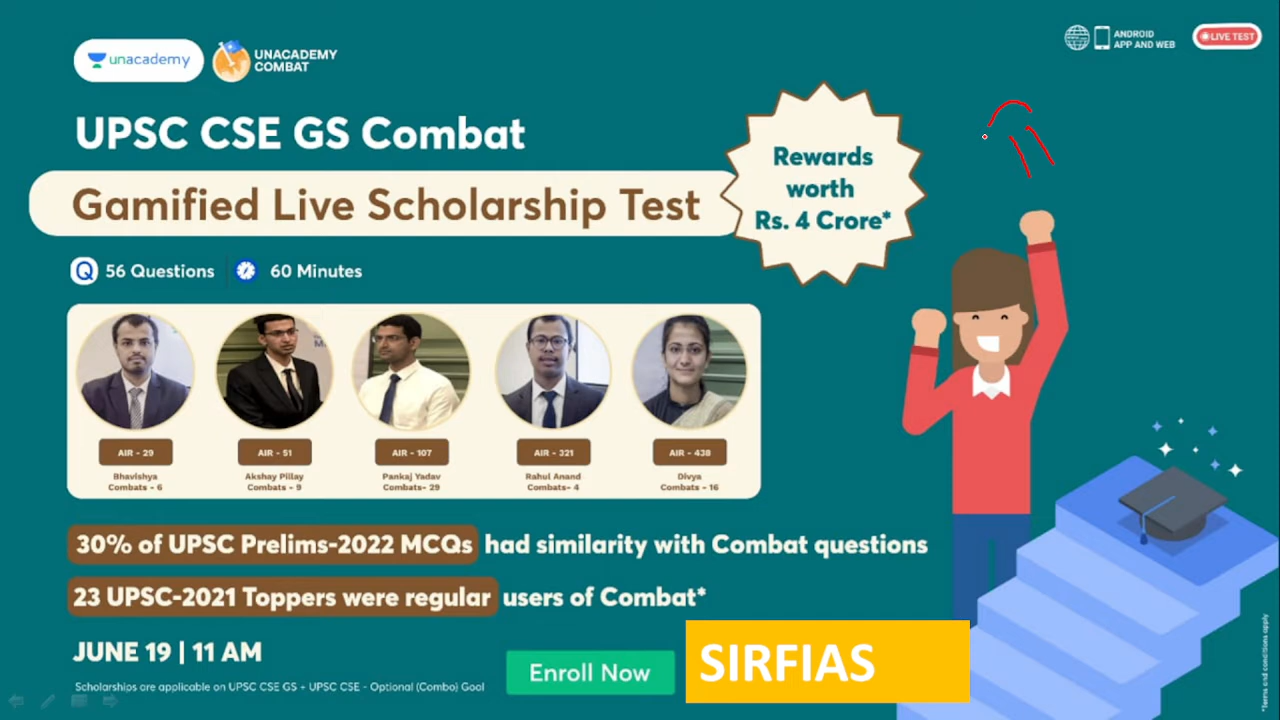 unacademy
UNACADEMY
COMBAT
ANDROID
APP AND WEB
LIVE TEST
UPSC CSE GS Combat
Gamified Live Scholarship Test
Rewards
worth
Rs. 4 Crore*
Q 56 Questions
60 Minutes
AIR - 29
Bhavishya
Combats - 6
AIR - 51
Akshay Pillay
Combats - 9
AIR - 107
Pankaj Yadav
Combats- 29
AIR - 321
Rahul Anand
Combats- 4
AIR - 438
Divya
Combats - 16
30% of UPSC Prelims-2022 MCQs had similarity with Combat questions
23 UPSC-2021 Toppers were regular users of Combat*
JUNE 19 | 11 AM
Enroll Now
SIRFIAS
Scholarships are applicable on UPSC CSE GS + UPSC CSE - Optional (Combo) Goal
*Terms and conditions apply